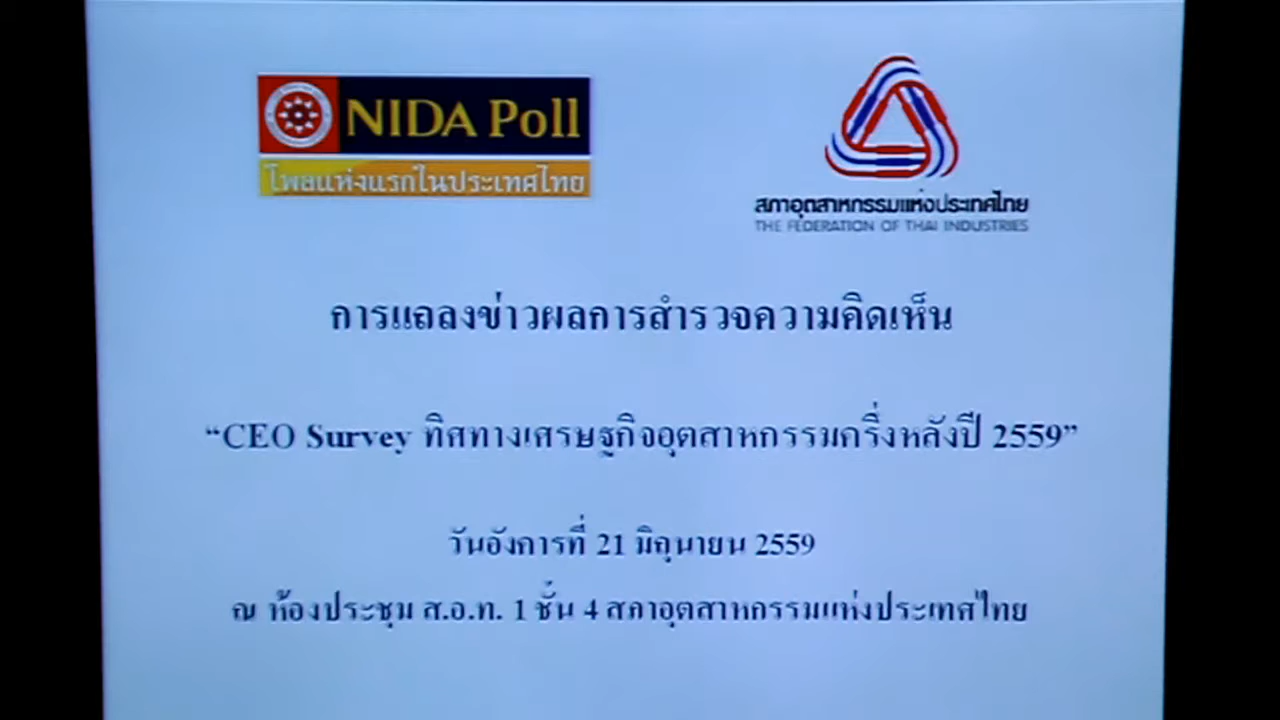 NIDA Poll
โพลแห่งแรกในประเทศไทย
สภาอุตสาหกรรมแห่งประเทศไทย
THE FEDERATION OF THAI INDUSTRIES
การแถลงข่าวผลการสำรวจความคิดเห็น
“CEO Survey ทิศทางเศรษฐกิจอุตสาหกรรมครึ่งหลังปี 2559”
วันอังการที่ 21 มิถุนายน 2559
ณ ห้องประชุม ส.อ.ท. 1 ชั้น 4 สภาอุตสาหกรรมแห่งประเทศไทย